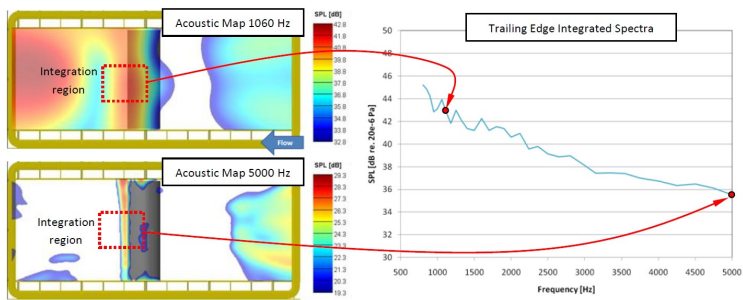 Acoustic Map 1060 Hz
SPL [dB]
42.8
41.8
40.8
39.8
38.8
37.8
36.8
35.8
34.8
33.8
32.8
Integration
region
Flow
Acoustic Map 5000 Hz
SPL [dB]
29.3
28.3
27.3
26.3
25.3
24.3
23.3
22.3
21.3
20.3
19.3
Integration
region
Trailing Edge Integrated Spectra
SPL [dB re. 20e-6 Pa]
50
48
46
44
42
40
38
36
34
32
30
500 1000 1500 2000 2500 3000 3500 4000 4500 5000
Frequency [Hz]